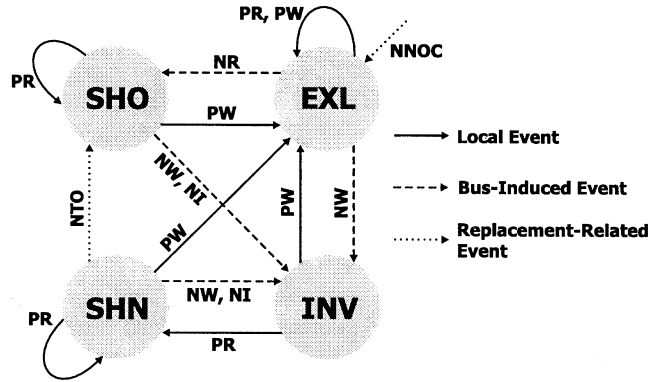 PR, PW
NNOC
NR
PR
SHO
EXL
PW
Local Event
NW, NI
NTO
PW
PW
NW
Bus-Induced Event
Replacement-Related
Event
SHN
NW, NI
INV
PR
PR